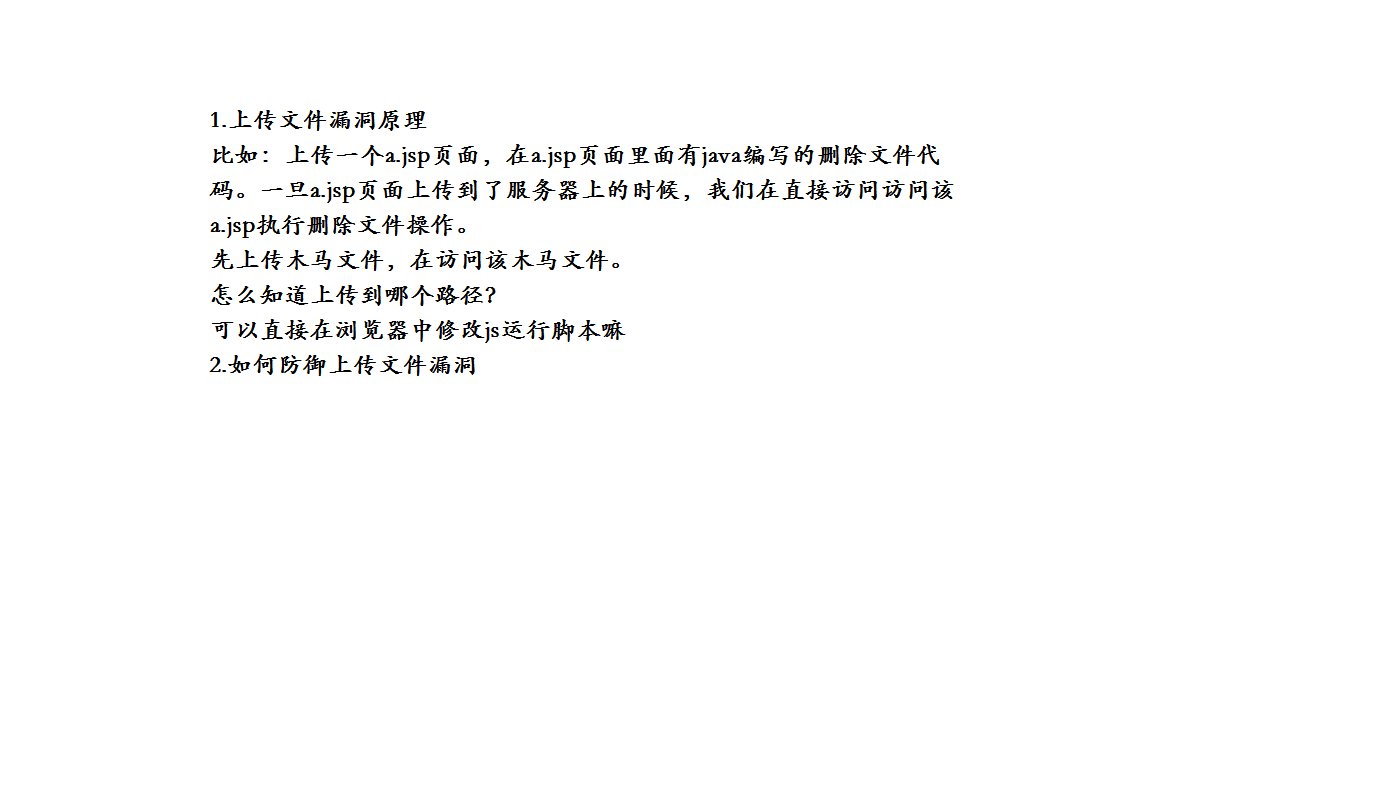 1.上传文件漏洞原理
比如：上传一个a.jsp页面，在a.jsp页面里面有java编写的删除文件代
码。一旦a.jsp页面上传到了服务器上的时候，我们在直接访问访问该
a.jsp执行删除文件操作。
先上传木马文件，在访问该木马文件。
怎么知道上传到哪个路径?
可以直接在浏览器中修改js运行脚本嘛
2.如何防御上传文件漏洞